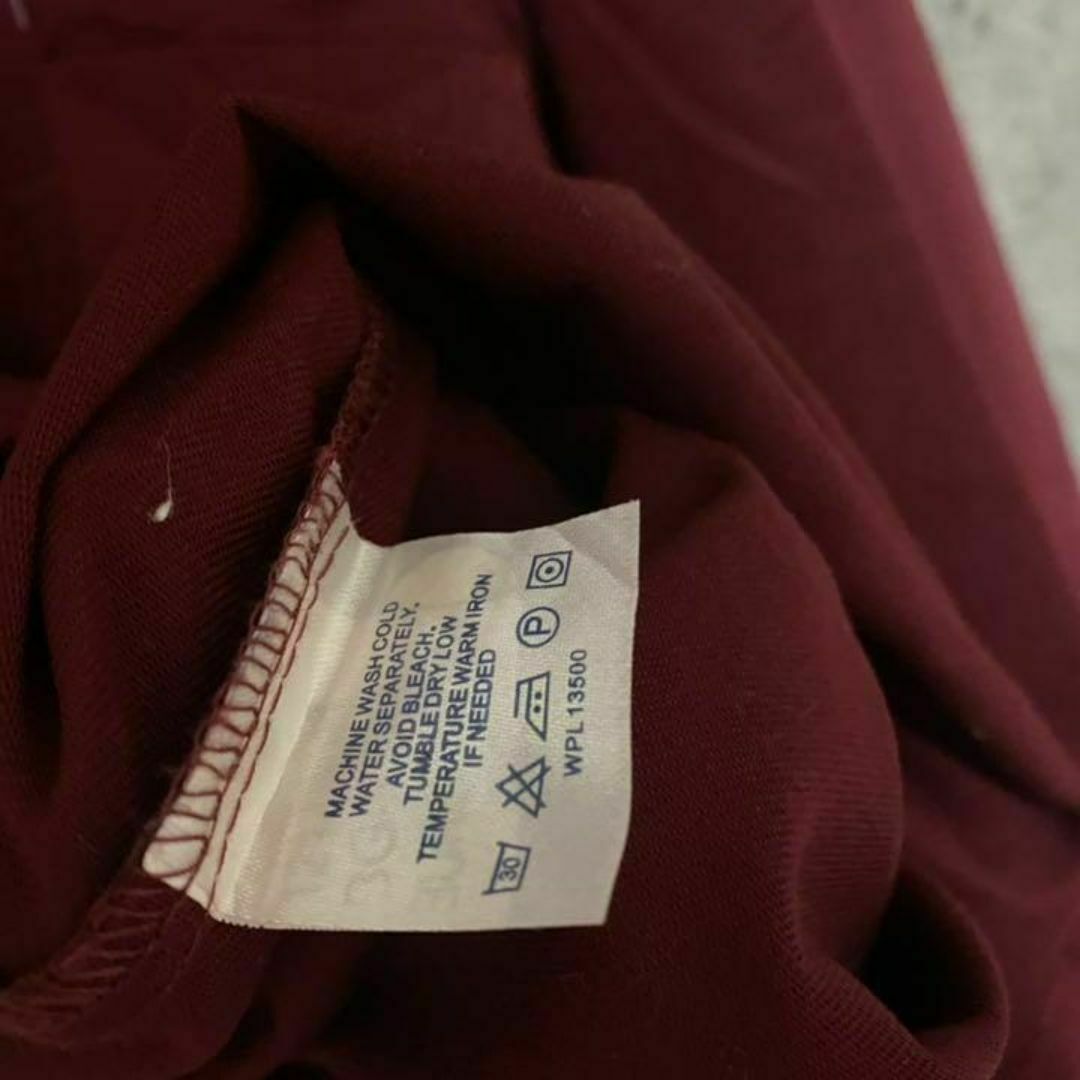 MACHINE WASH COLD
WATER SEPARATELY.
AVOID BLEACH.
TUMBLE DRY LOW
TEMPERATURE WARM IRON
IF NEEDED
30
P
WPL 13500